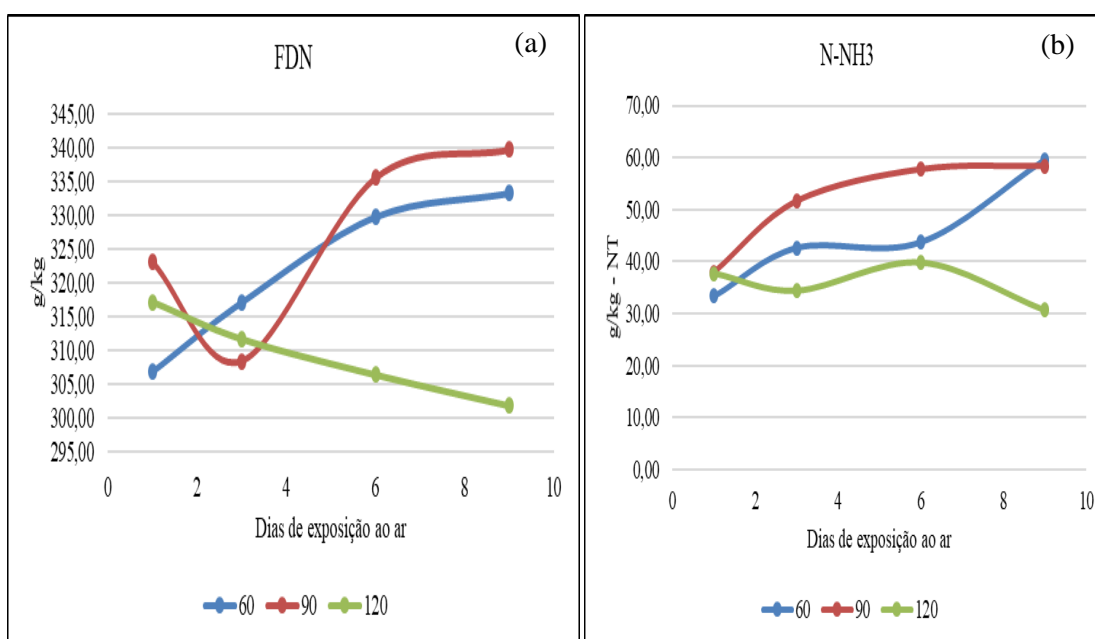 FDN
(a)
345,00
340,00
335,00
330,00
325,00
320,00
315,00
310,00
305,00
300,00
295,00
g/kg
0 2 4 6 8 10
Dias de exposição ao ar
60 90 120
N-NH3
(b)
70,00
60,00
50,00
40,00
30,00
20,00
10,00
0,00
g/kg - NT
0 2 4 6 8 10
Dias de exposição ao ar
60 90 120